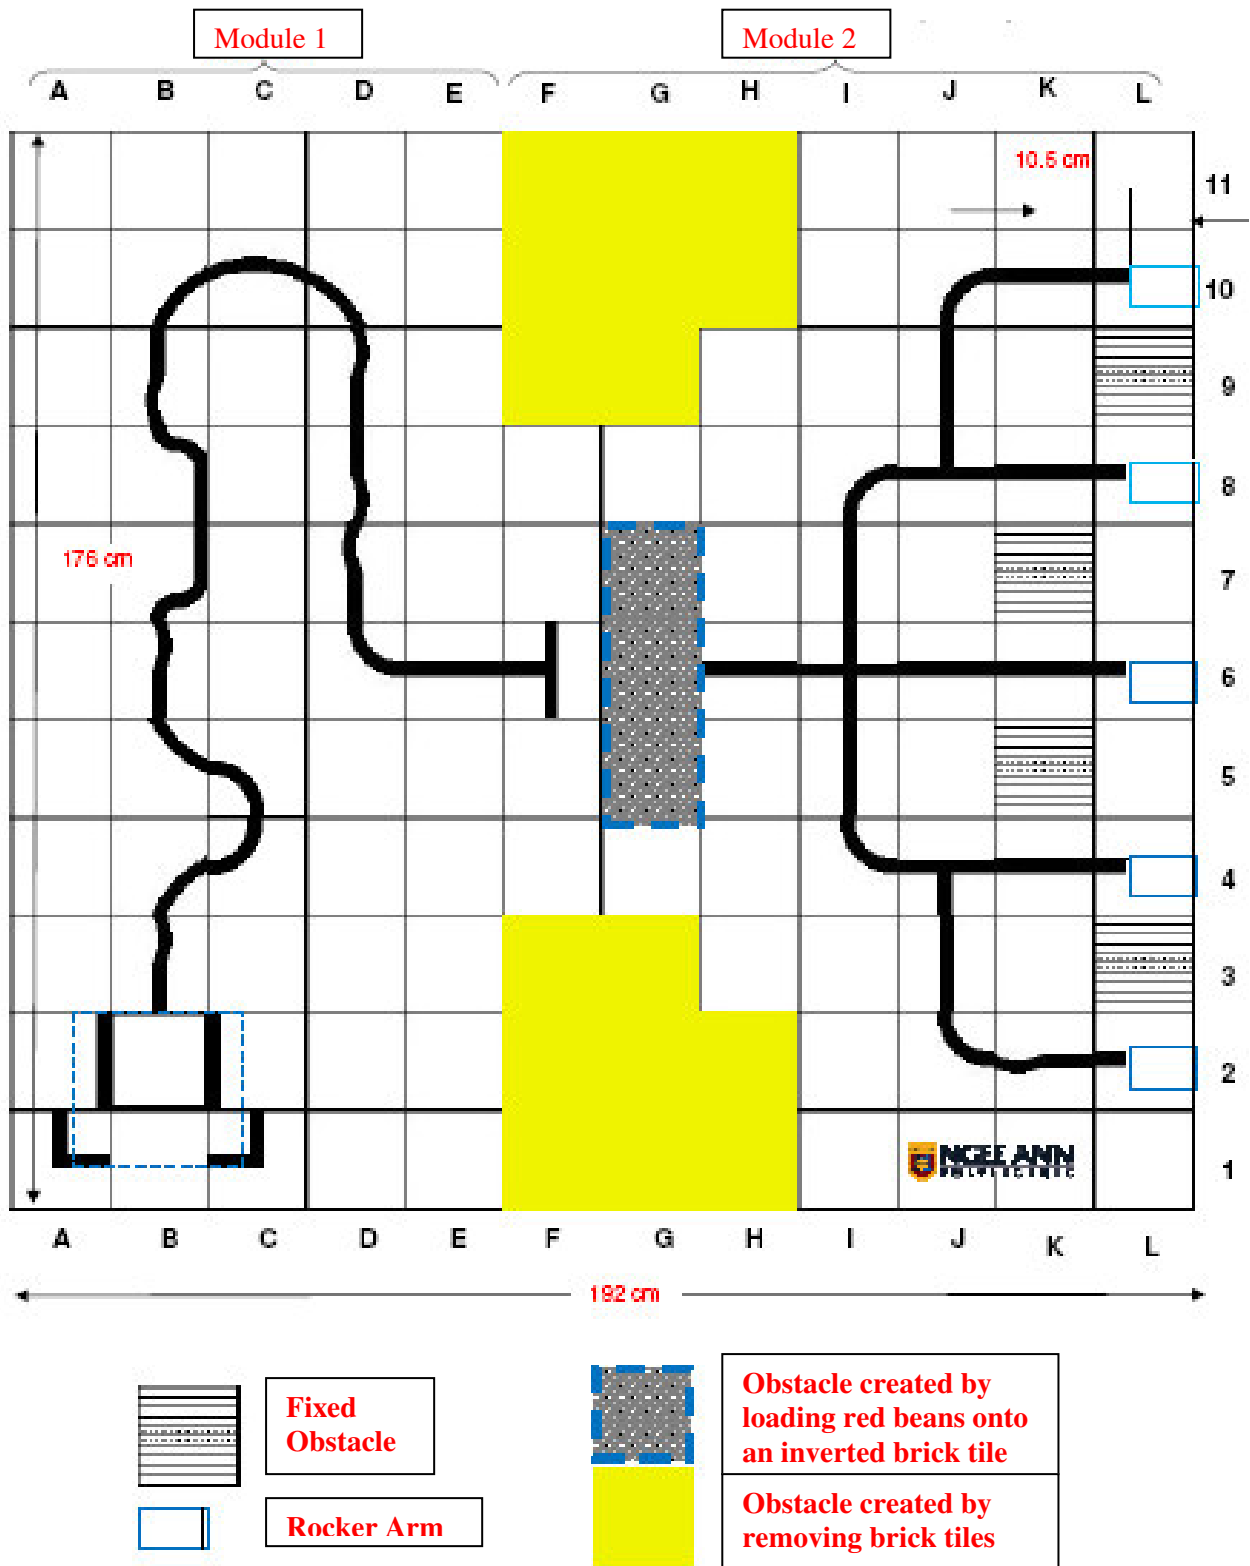 Module 1
Module 2
A B C D E F G H I J K L
10.5 cm
11
10
9
8
176 cm
7
6
5
4
3
2
NGEE ANN
POLYTECHNIC
1
A B C D E F G H I J K L
192 cm
Fixed
Obstacle
Obstacle created by
loading red beans onto
an inverted brick tile
Rocker Arm
Obstacle created by
removing brick tiles